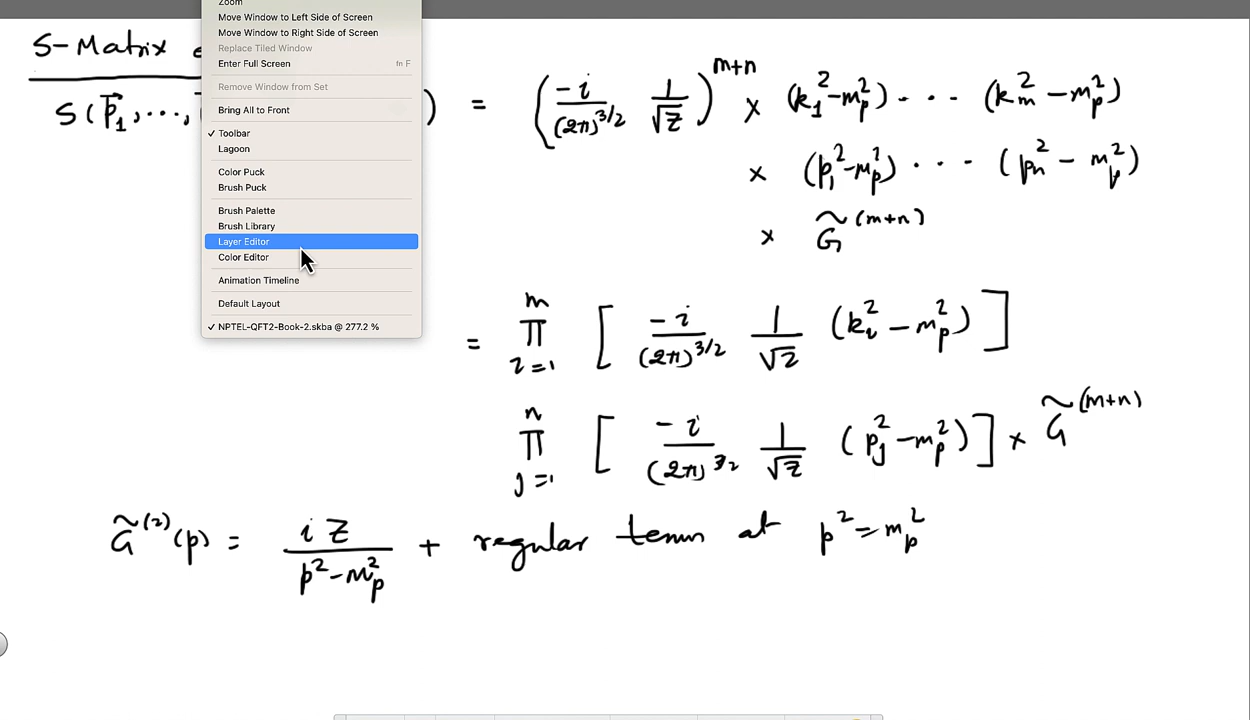 Zoom
Move Window to Left Side of Screen
Move Window to Right Side of Screen
Replace Tiled Window
Enter Full Screen fn F
Remove Window from Set
Bring All to Front
✓ Toolbar
Lagoon
Color Puck
Brush Puck
Brush Palette
Brush Library
Layer Editor
Color Editor
Animation Timeline
Default Layout
✓ NPTEL-QFT2-Book-2.skba @ 277.2 %
S-Matrix
S(p⃗₁,..., ) = (-i/(2π)^{3/2} 1/√Z)^{m+n} × (k₁²-m_p²)··· (k_m²-m_p²)
× (p₁²-m_p²)··· (p_n²-m_p²)
× G̃^{(m+n)}
= ∏_{i=1}^{m} [ -i/(2π)^{3/2} 1/√Z (k_i²-m_p²) ]
∏_{j=1}^{n} [ -i/(2π)^{3/2} 1/√Z (p_j²-m_p²) ] × G̃^{(m+n)}
G̃^{(2)}(p) = iZ/(p²-m_p²) + regular terms at p²=m_p²